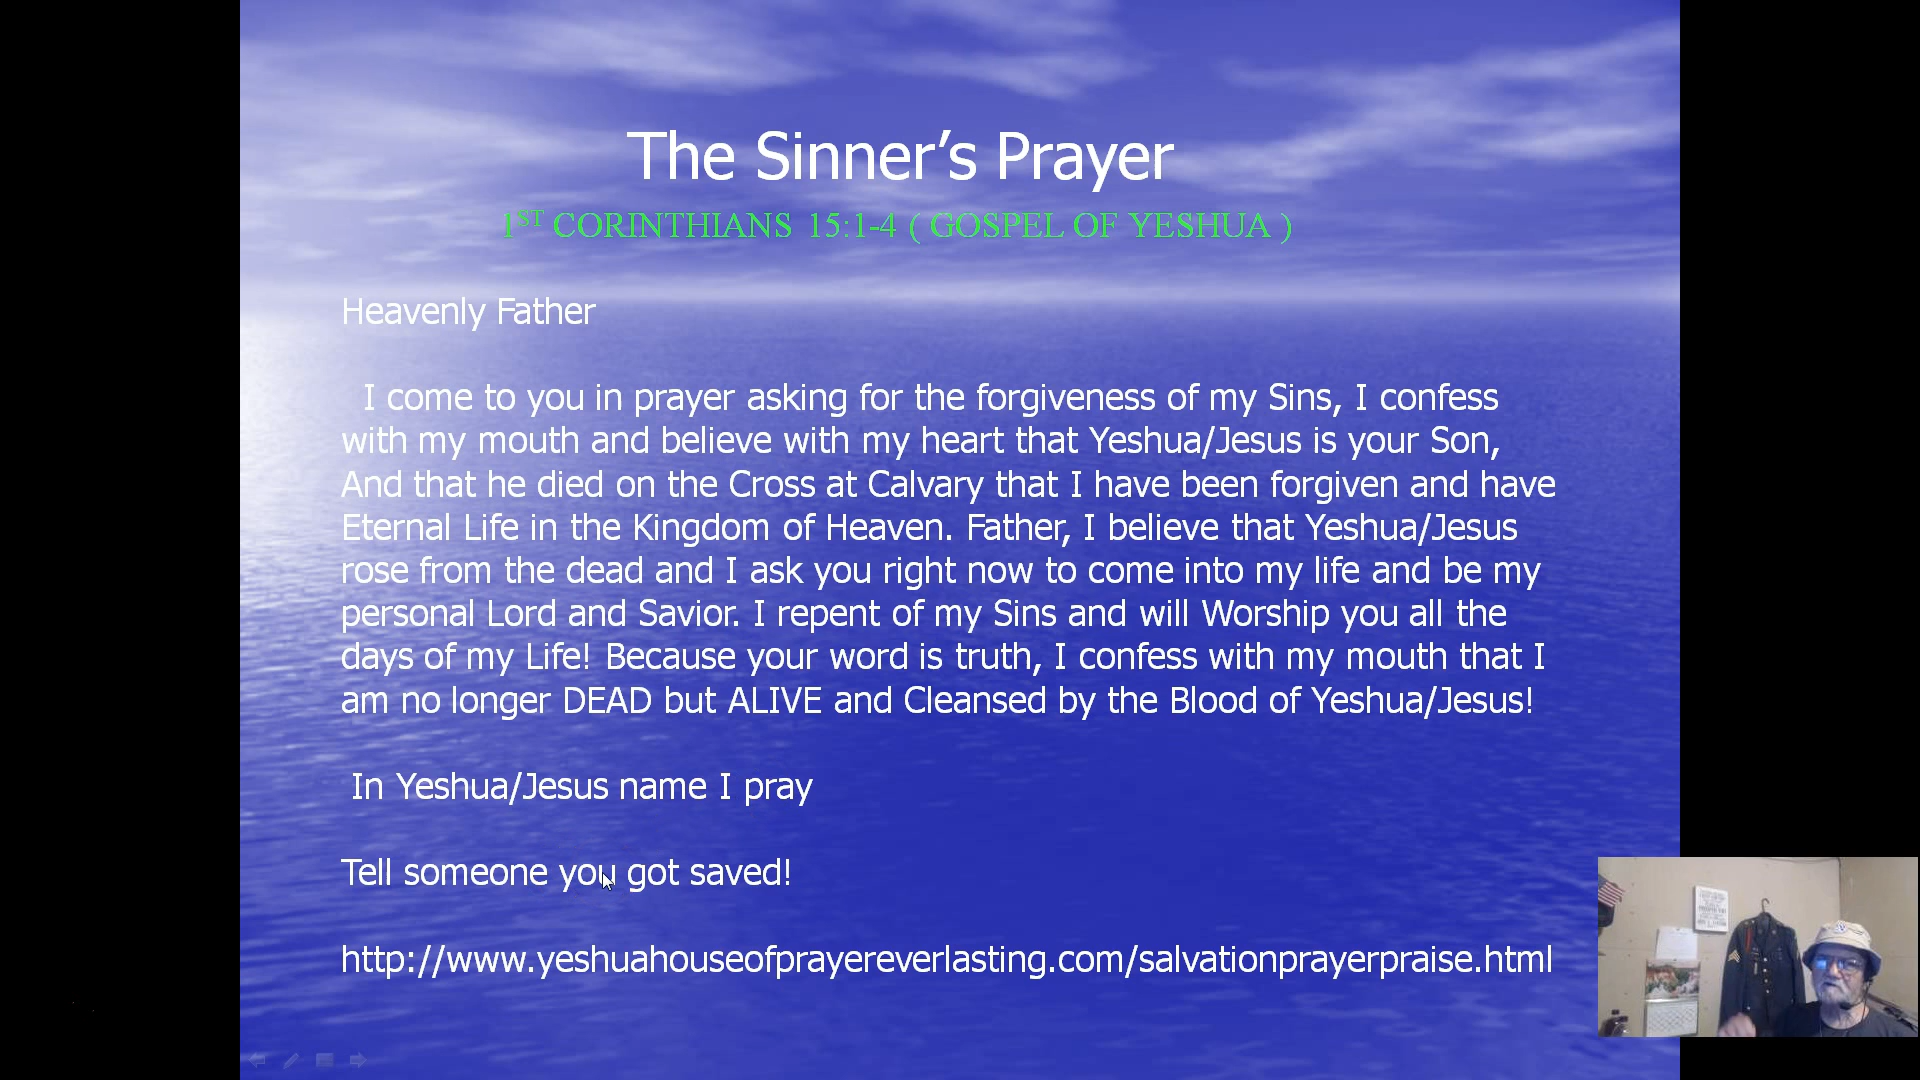 The Sinner’s Prayer
1ST CORINTHIANS 15:1-4 ( GOSPEL OF YESHUA )
Heavenly Father
I come to you in prayer asking for the forgiveness of my Sins, I confess
with my mouth and believe with my heart that Yeshua/Jesus is your Son,
And that he died on the Cross at Calvary that I have been forgiven and have
Eternal Life in the Kingdom of Heaven. Father, I believe that Yeshua/Jesus
rose from the dead and I ask you right now to come into my life and be my
personal Lord and Savior. I repent of my Sins and will Worship you all the
days of my Life! Because your word is truth, I confess with my mouth that I
am no longer DEAD but ALIVE and Cleansed by the Blood of Yeshua/Jesus!
In Yeshua/Jesus name I pray
Tell someone you got saved!
http://www.yeshuahouseofprayereverlasting.com/salvationprayerpraise.html